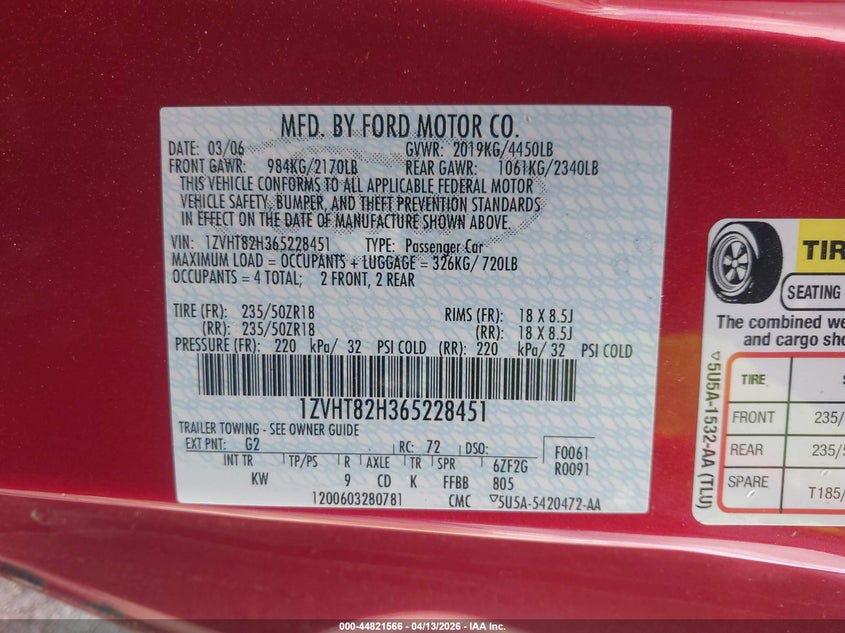 MFD. BY FORD MOTOR CO.
DATE: 03/06 GVWR: 2019KG/4450LB
FRONT GAWR: 984KG/2170LB REAR GAWR: 1061KG/2340LB
THIS VEHICLE CONFORMS TO ALL APPLICABLE FEDERAL MOTOR
VEHICLE SAFETY, BUMPER, AND THEFT PREVENTION STANDARDS
IN EFFECT ON THE DATE OF MANUFACTURE SHOWN ABOVE.
VIN: 1ZVHT82H365228451 TYPE: Passenger Car
MAXIMUM LOAD = OCCUPANTS + LUGGAGE = 326KG/ 720LB
OCCUPANTS = 4 TOTAL; 2 FRONT, 2 REAR
TIRE (FR): 235/50ZR18 RIMS (FR): 18 X 8.5J
(RR): 235/50ZR18 (RR): 18 X 8.5J
PRESSURE (FR): 220 kPa/ 32 PSI COLD (RR): 220 kPa/ 32 PSI COLD
1ZVHT82H365228451
TRAILER TOWING - SEE OWNER GUIDE
EXT PNT: G2 RC: 72 DSO: F0061
INT TR TP/PS R AXLE TR SPR 6ZF2G R0091
KW 9 CD K FFBB 805
1200603280781 CMC ▽5U5A-5420472-AA
TIR
SEATING
The combined we
and cargo sho
TIRE S
FRONT 235/
REAR 235/5
SPARE T185/
▽5U5A-1532-AA (TLU)
000-44821566 - 04/13/2026 - IAA Inc.